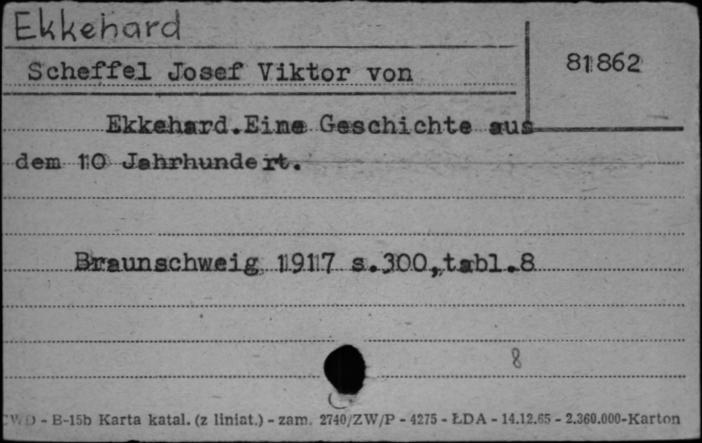 Ekkehard
Scheffel Josef Viktor von
81862
Ekkehard.Eine Geschichte aus
dem 10 Jahrhundert.
Braunschweig 1917 s.300,tabl.8
8
CWD - B-15b Karta katal. (z liniat.) - zam. 2740/ZW/P - 4275 - ŁDA - 14.12.65 - 2.360.000-Karton